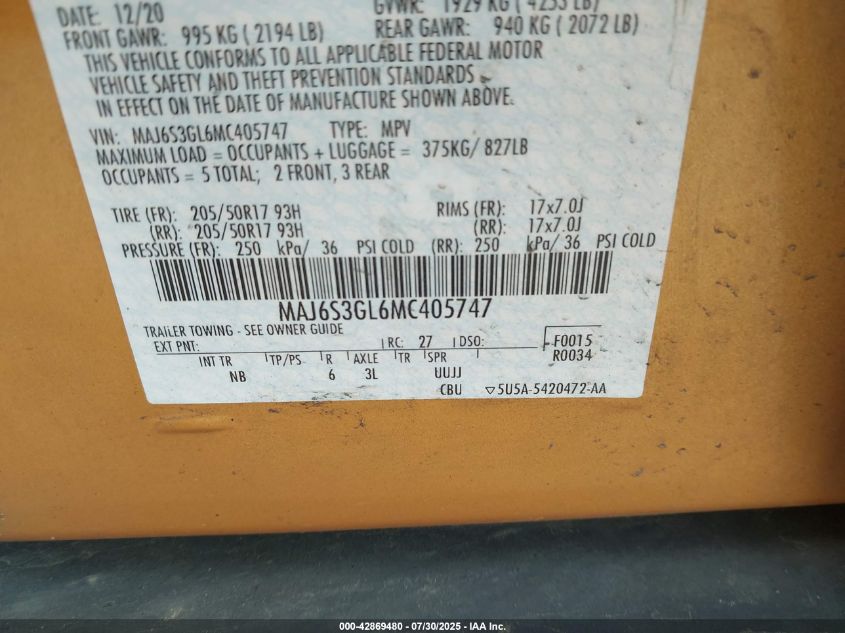 DATE: 12/20 GVWR: 1929 KG ( 4253 LB)
FRONT GAWR: 995 KG ( 2194 LB) REAR GAWR: 940 KG ( 2072 LB)
THIS VEHICLE CONFORMS TO ALL APPLICABLE FEDERAL MOTOR
VEHICLE SAFETY AND THEFT PREVENTION STANDARDS
IN EFFECT ON THE DATE OF MANUFACTURE SHOWN ABOVE.
VIN: MAJ6S3GL6MC405747 TYPE: MPV
MAXIMUM LOAD = OCCUPANTS + LUGGAGE = 375KG/ 827LB
OCCUPANTS = 5 TOTAL; 2 FRONT, 3 REAR
TIRE (FR): 205/50R17 93H RIMS (FR): 17x7.0J
(RR): 205/50R17 93H (RR): 17x7.0J
PRESSURE (FR): 250 kPa/ 36 PSI COLD (RR): 250 kPa/ 36 PSI COLD
MAJ6S3GL6MC405747
TRAILER TOWING - SEE OWNER GUIDE
EXT PNT: RC: 27 DSO: F0015
R0034
INT TR TP/PS R AXLE TR SPR
NB 6 3L UUJJ
CBU 5U5A-5420472-AA
000-42869480 - 07/30/2025 - IAA Inc.